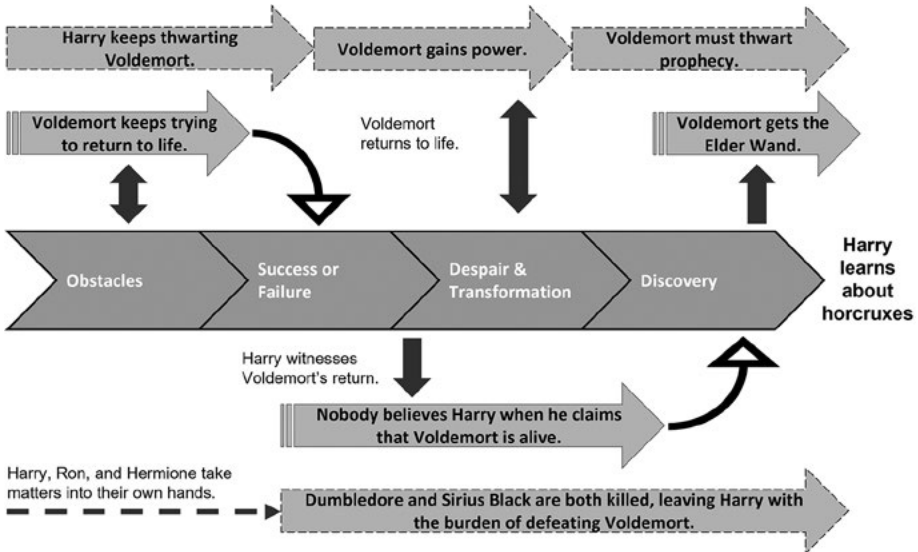 Harry keeps thwarting
Voldemort.
Voldemort gains power.
Voldemort must thwart
prophecy.
Voldemort keeps trying
to return to life.
Voldemort
returns to life.
Voldemort gets the
Elder Wand.
Obstacles
Success or
Failure
Despair &
Transformation
Discovery
Harry
learns
about
horcruxes
Harry witnesses
Voldemort's return.
Nobody believes Harry when he claims
that Voldemort is alive.
Harry, Ron, and Hermione take
matters into their own hands.
Dumbledore and Sirius Black are both killed, leaving Harry with
the burden of defeating Voldemort.